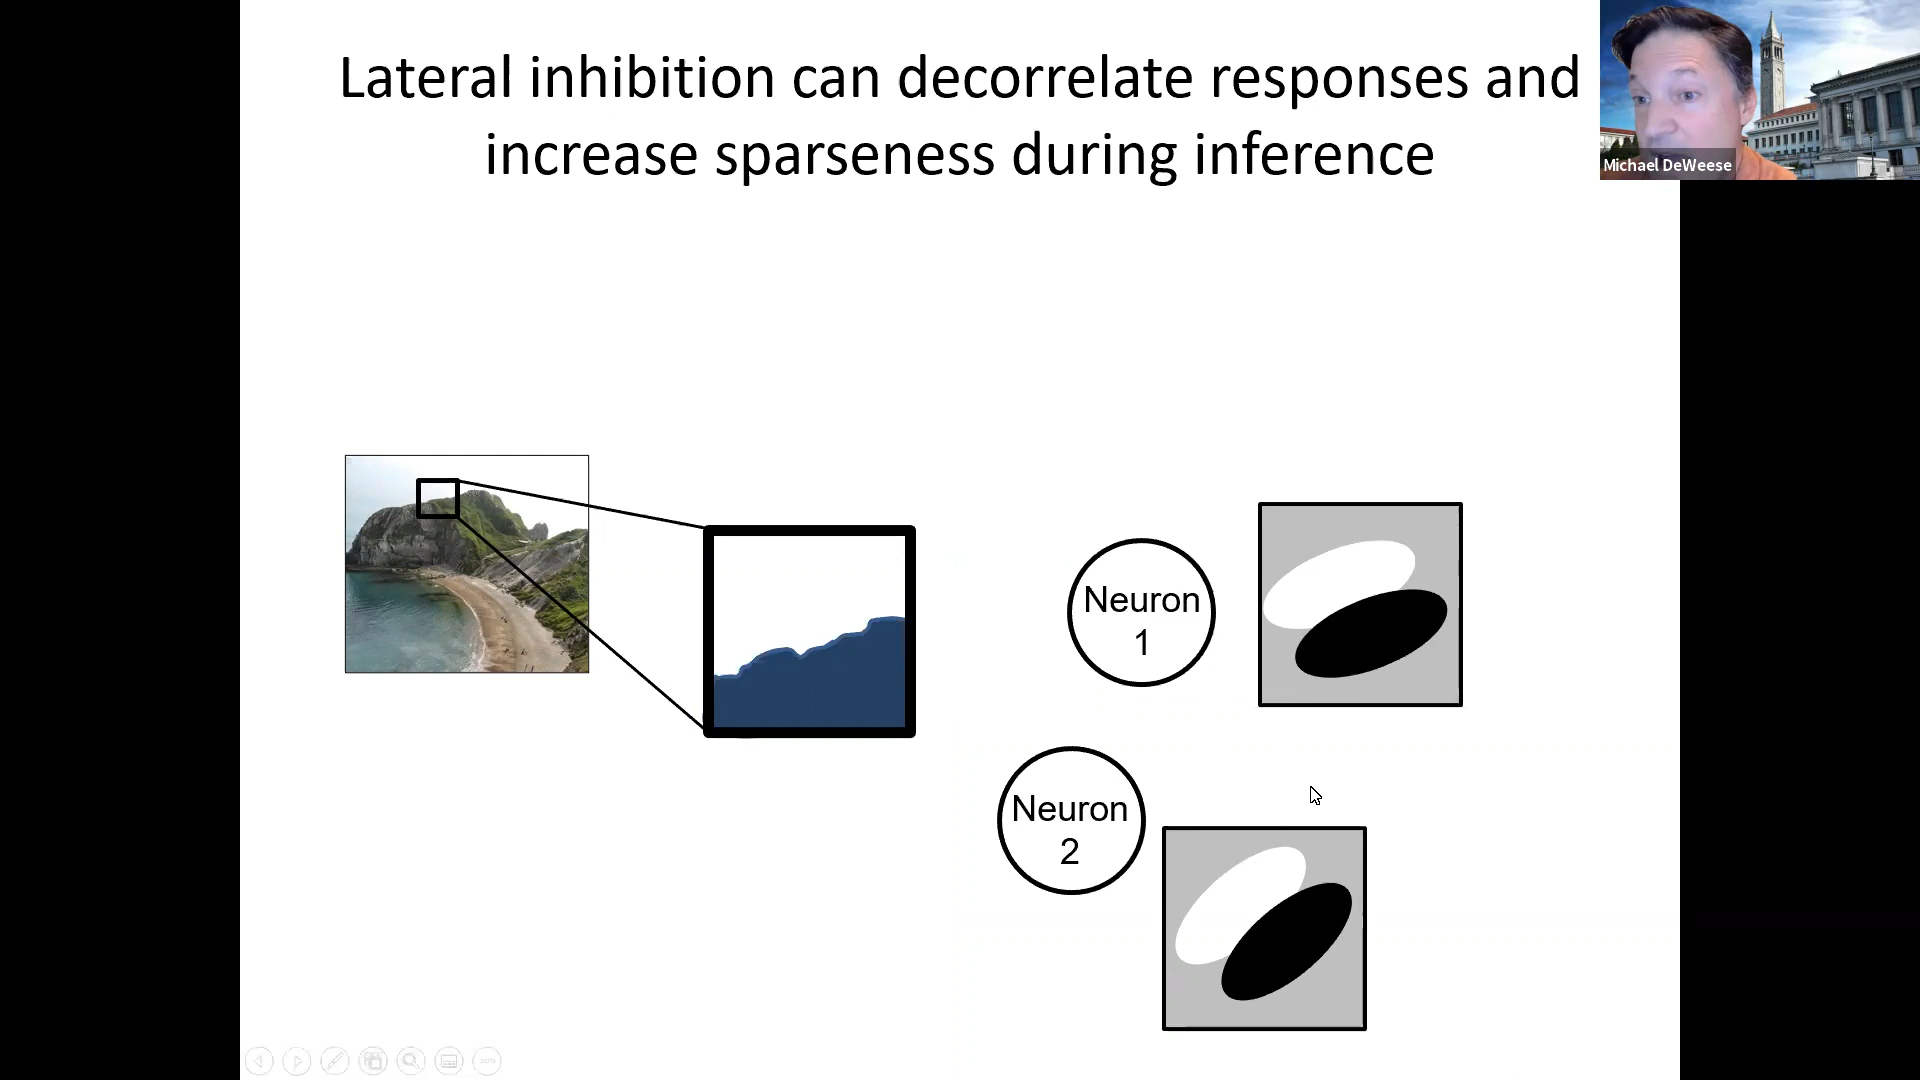 Lateral inhibition can decorrelate responses and
increase sparseness during inference
Michael DeWeese
Neuron
1
Neuron
2